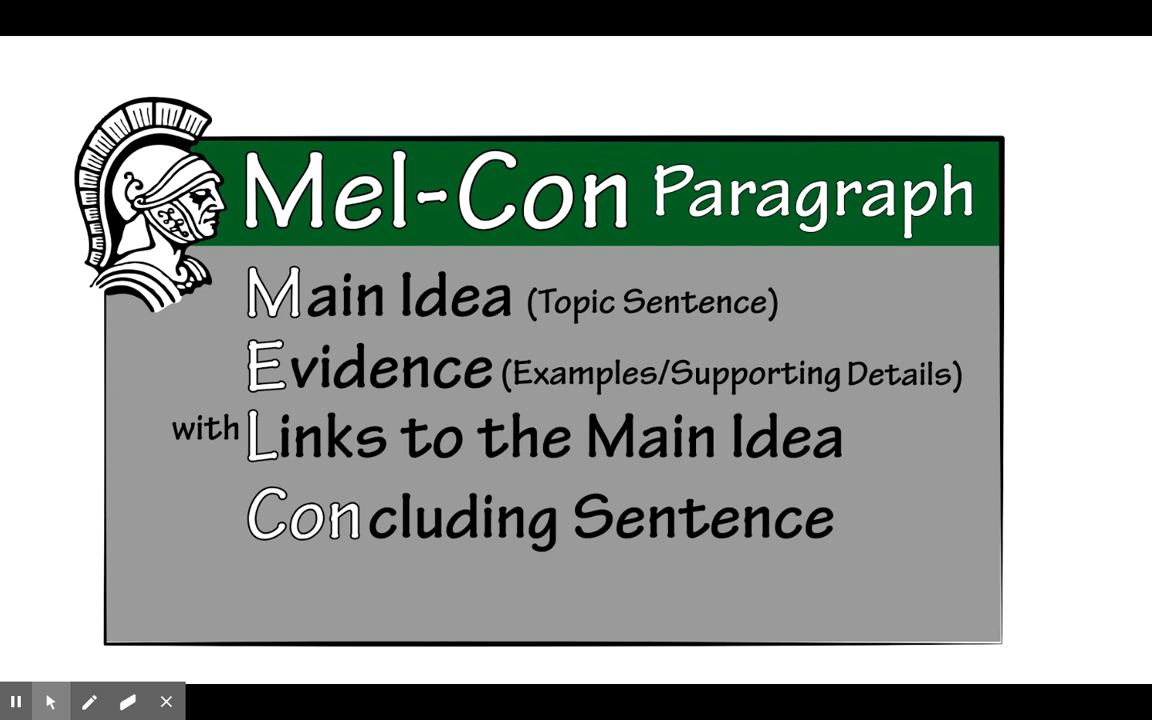 Mel-Con Paragraph
Main Idea (Topic Sentence)
Evidence (Examples/Supporting Details)
with Links to the Main Idea
Concluding Sentence